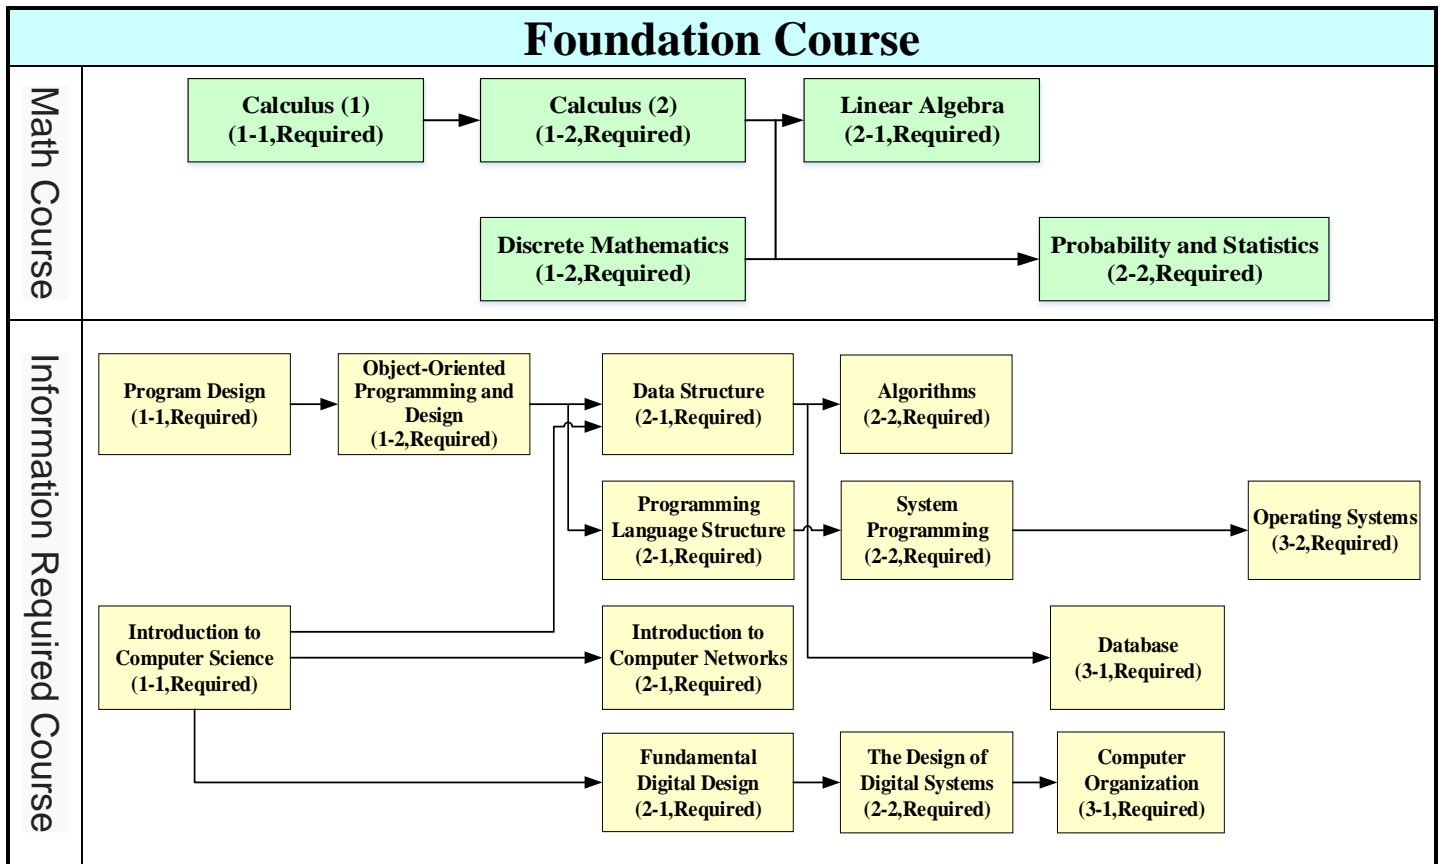 Foundation Course
Math Course
Calculus (1)
(1-1,Required)
Calculus (2)
(1-2,Required)
Linear Algebra
(2-1,Required)
Discrete Mathematics
(1-2,Required)
Probability and Statistics
(2-2,Required)
Information Required Course
Program Design
(1-1,Required)
Object-Oriented
Programming and
Design
(1-2,Required)
Data Structure
(2-1,Required)
Algorithms
(2-2,Required)
Programming
Language Structure
(2-1,Required)
System
Programming
(2-2,Required)
Operating Systems
(3-2,Required)
Introduction to
Computer Science
(1-1,Required)
Introduction to
Computer Networks
(2-1,Required)
Database
(3-1,Required)
Fundamental
Digital Design
(2-1,Required)
The Design of
Digital Systems
(2-2,Required)
Computer
Organization
(3-1,Required)